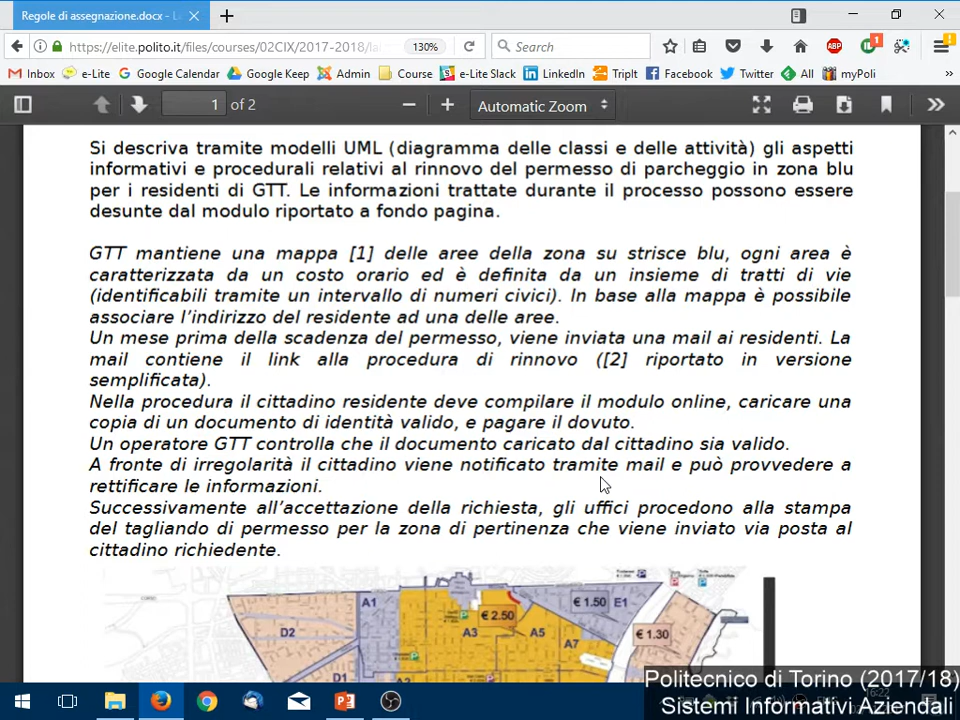 Regole di assegnazione.docx - L
https://elite.polito.it/files/courses/02CIX/2017-2018/la
130%
Search
ABP
1
Inbox
e-Lite
Google Calendar
Google Keep
Admin
Course
e-Lite Slack
LinkedIn
TripIt
Facebook
Twitter
All
myPoli
1 of 2
Automatic Zoom
Si descriva tramite modelli UML (diagramma delle classi e delle attività) gli aspetti
informativi e procedurali relativi al rinnovo del permesso di parcheggio in zona blu
per i residenti di GTT. Le informazioni trattate durante il processo possono essere
desunte dal modulo riportato a fondo pagina.
GTT mantiene una mappa [1] delle aree della zona su strisce blu, ogni area è
caratterizzata da un costo orario ed è definita da un insieme di tratti di vie
(identificabili tramite un intervallo di numeri civici). In base alla mappa è possibile
associare l'indirizzo del residente ad una delle aree.
Un mese prima della scadenza del permesso, viene inviata una mail ai residenti. La
mail contiene il link alla procedura di rinnovo ([2] riportato in versione
semplificata).
Nella procedura il cittadino residente deve compilare il modulo online, caricare una
copia di un documento di identità valido, e pagare il dovuto.
Un operatore GTT controlla che il documento caricato dal cittadino sia valido.
A fronte di irregolarità il cittadino viene notificato tramite mail e può provvedere a
rettificare le informazioni.
Successivamente all'accettazione della richiesta, gli uffici procedono alla stampa
del tagliando di permesso per la zona di pertinenza che viene inviato via posta al
cittadino richiedente.
A1
€ 2.50
€ 1.50
E1
D2
A3
A5
A7
€ 1.30
D1
Politecnico di Torino (2017/18)
16:22
Sistemi Informativi Aziendali